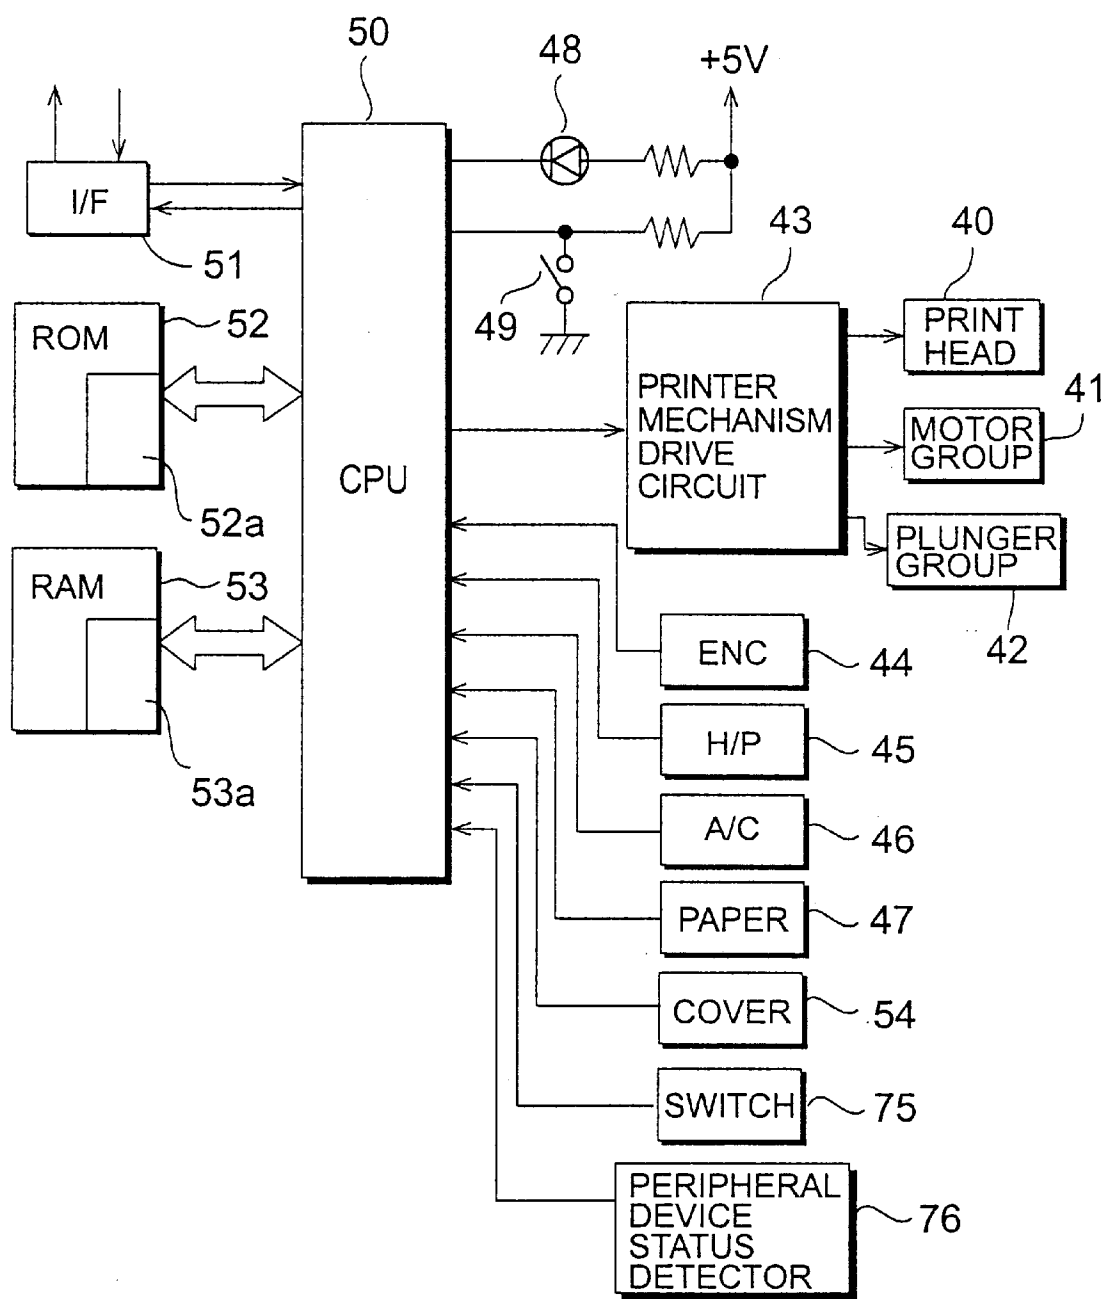 50
48
+5V
I/F
51
43
40
PRINT
HEAD
ROM
52
49
41
MOTOR
GROUP
PRINTER
MECHANISM
DRIVE
CIRCUIT
CPU
52a
PLUNGER
GROUP
42
RAM
53
ENC
44
H/P
45
53a
A/C
46
PAPER
47
COVER
54
SWITCH
75
PERIPHERAL
DEVICE
STATUS
DETECTOR
76